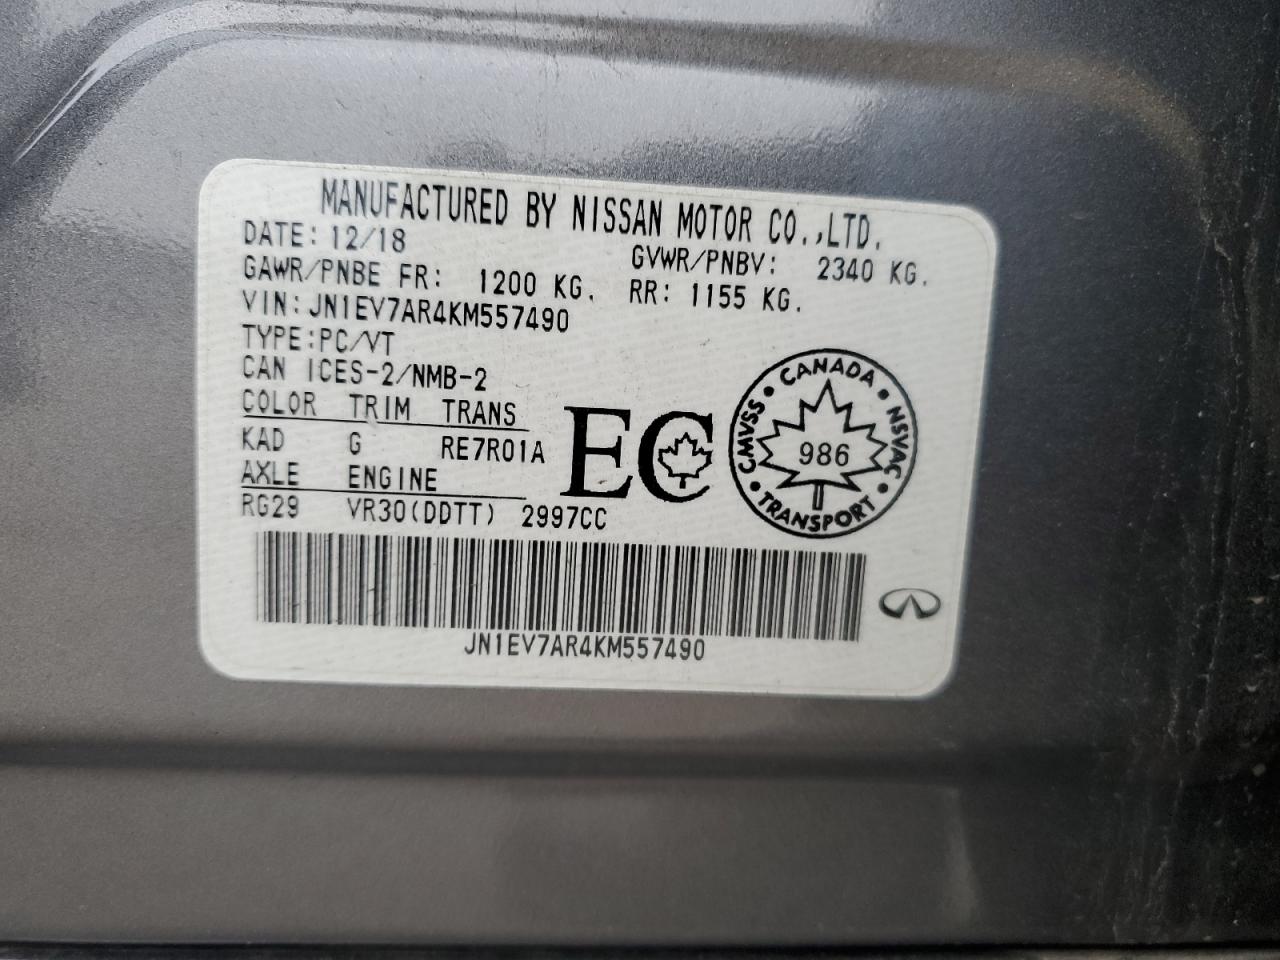 MANUFACTURED BY NISSAN MOTOR CO.,LTD.
DATE: 12/18 GVWR/PNBV: 2340 KG.
GAWR/PNBE FR: 1200 KG. RR: 1155 KG.
VIN: JN1EV7AR4KM557490
TYPE:PC/VT
CAN ICES-2/NMB-2
COLOR TRIM TRANS
KAD G RE7R01A
AXLE ENGINE
RG29 VR30(DDTT) 2997CC
EC
CANADA
CMVSS
NSVAC
986
TRANSPORT
JN1EV7AR4KM557490